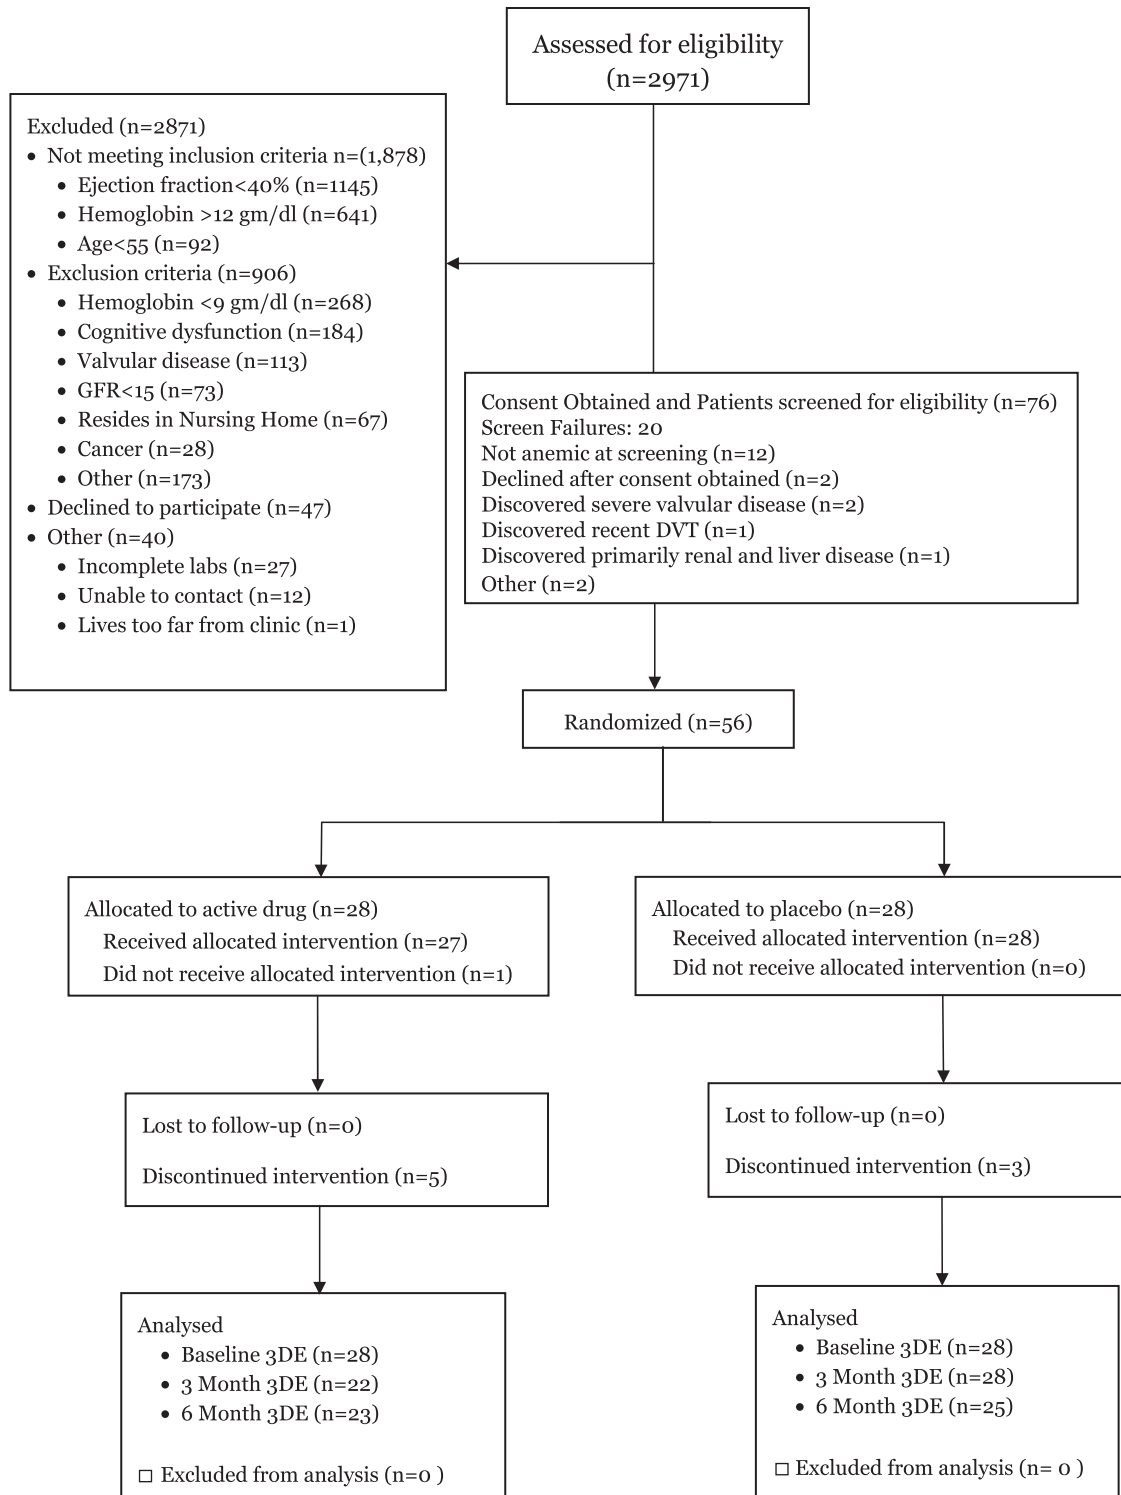 Assessed for eligibility
(n=2971)
Excluded (n=2871)
• Not meeting inclusion criteria n=(1,878)
• Ejection fraction<40% (n=1145)
• Hemoglobin >12 gm/dl (n=641)
• Age<55 (n=92)
• Exclusion criteria (n=906)
• Hemoglobin <9 gm/dl (n=268)
• Cognitive dysfunction (n=184)
• Valvular disease (n=113)
• GFR<15 (n=73)
• Resides in Nursing Home (n=67)
• Cancer (n=28)
• Other (n=173)
• Declined to participate (n=47)
• Other (n=40)
• Incomplete labs (n=27)
• Unable to contact (n=12)
• Lives too far from clinic (n=1)
Consent Obtained and Patients screened for eligibility (n=76)
Screen Failures: 20
Not anemic at screening (n=12)
Declined after consent obtained (n=2)
Discovered severe valvular disease (n=2)
Discovered recent DVT (n=1)
Discovered primarily renal and liver disease (n=1)
Other (n=2)
Randomized (n=56)
Allocated to active drug (n=28)
Received allocated intervention (n=27)
Did not receive allocated intervention (n=1)
Allocated to placebo (n=28)
Received allocated intervention (n=28)
Did not receive allocated intervention (n=0)
Lost to follow-up (n=0)
Discontinued intervention (n=5)
Lost to follow-up (n=0)
Discontinued intervention (n=3)
Analysed
• Baseline 3DE (n=28)
• 3 Month 3DE (n=22)
• 6 Month 3DE (n=23)
□ Excluded from analysis (n=0 )
Analysed
• Baseline 3DE (n=28)
• 3 Month 3DE (n=28)
• 6 Month 3DE (n=25)
□ Excluded from analysis (n= 0 )